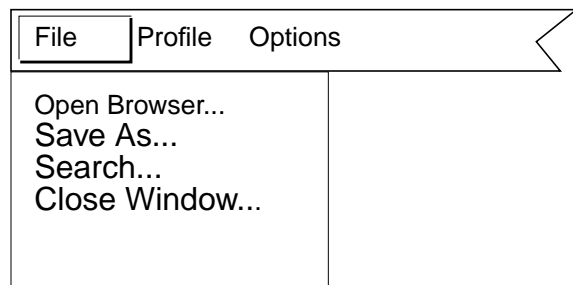 File Profile Options
Open Browser...
Save As...
Search...
Close Window...